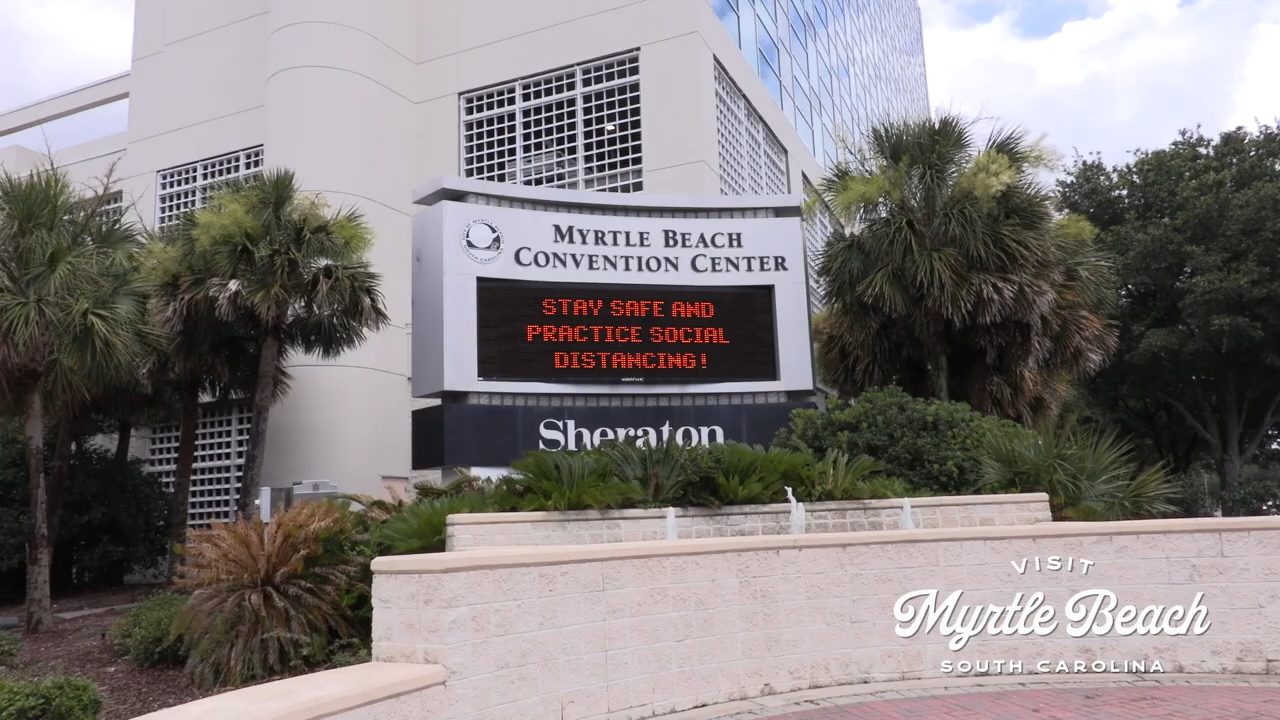 MYRTLE BEACH
CONVENTION CENTER
STAY SAFE AND
PRACTICE SOCIAL
DISTANCING!
Sheraton
VISIT
Myrtle Beach
SOUTH CAROLINA